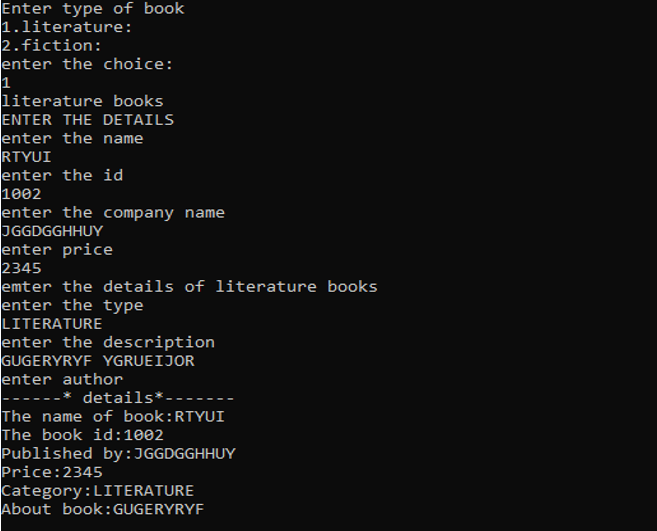 Enter type of book
1.literature:
2.fiction:
enter the choice:
1
literature books
ENTER THE DETAILS
enter the name
RTYUI
enter the id
1002
enter the company name
JGGDGGHHUY
enter price
2345
emter the details of literature books
enter the type
LITERATURE
enter the description
GUGERYRYF YGRUEIJOR
enter author
------* details*-------
The name of book:RTYUI
The book id:1002
Published by:JGGDGGHHUY
Price:2345
Category:LITERATURE
About book:GUGERYRYF